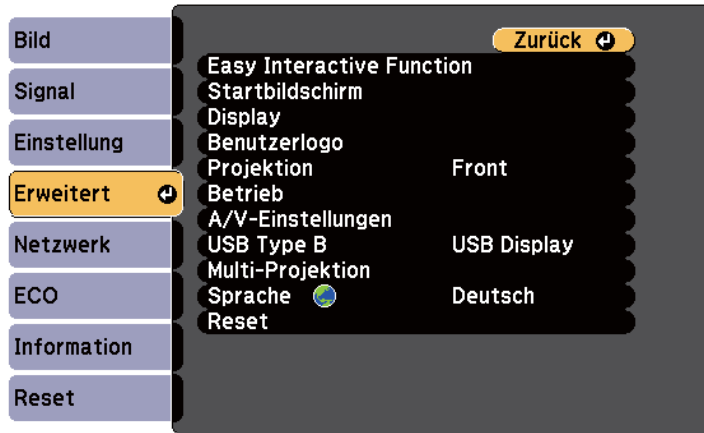 Bild
Signal
Einstellung
Erweitert
Netzwerk
ECO
Information
Reset
Zurück
Easy Interactive Function
Startbildschirm
Display
Benutzerlogo
Projektion Front
Betrieb
A/V-Einstellungen
USB Type B USB Display
Multi-Projektion
Sprache Deutsch
Reset